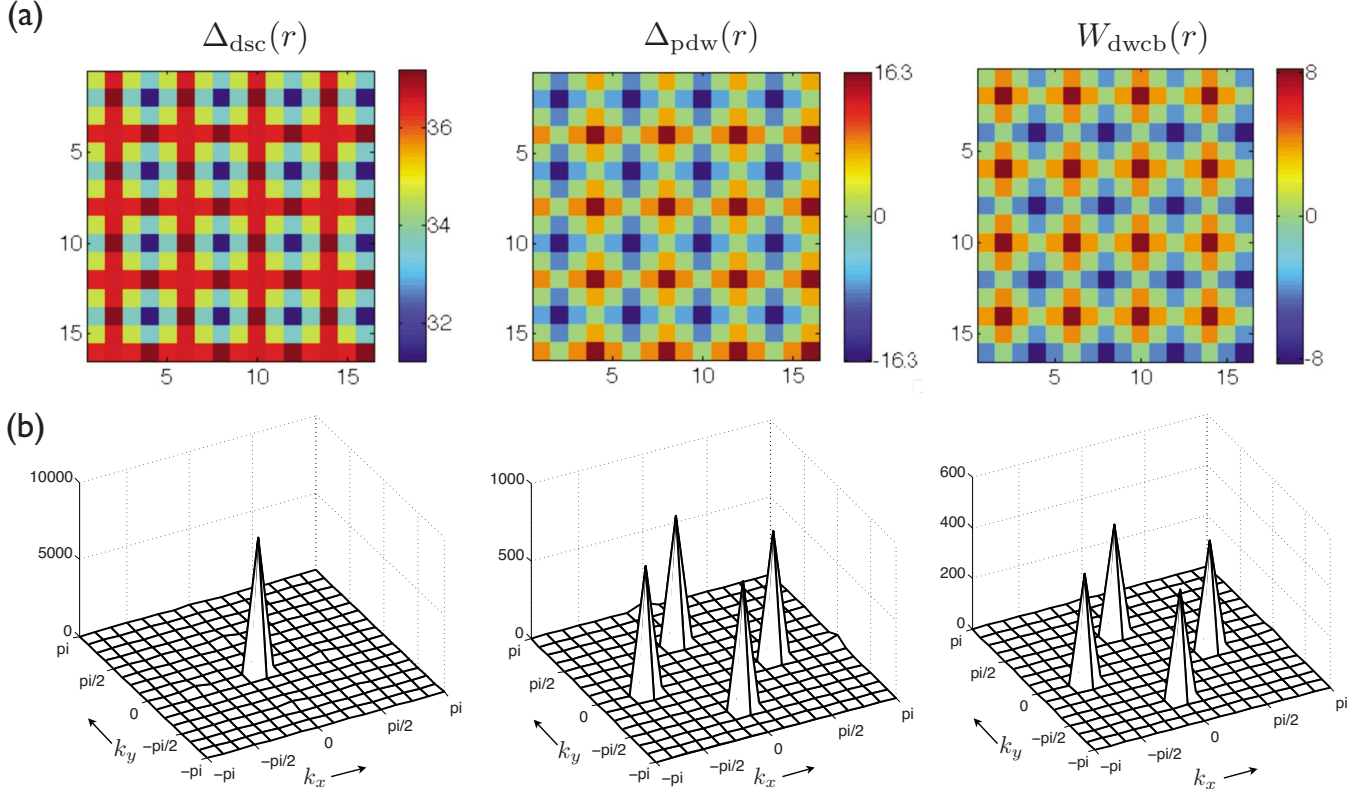 (a)
Δdsc(r)
Δpdw(r)
Wdwcb(r)
5
10
15
5
10
15
36
34
32
5
10
15
5
10
15
16.3
0
-16.3
5
10
15
5
10
15
8
0
-8
(b)
10000
5000
0
pi
pi/2
0
−pi/2
−pi
ky
−pi
−pi/2
0
pi/2
pi
kx
1000
500
0
pi
pi/2
0
−pi/2
−pi
ky
−pi
−pi/2
0
pi/2
pi
kx
600
400
200
0
pi
pi/2
0
−pi/2
−pi
ky
−pi
−pi/2
0
pi/2
pi
kx